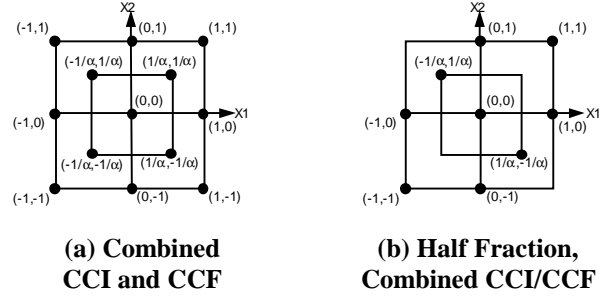 X2
(-1,1)
(0,1)
(1,1)
(-1/α,1/α)
(1/α,1/α)
(0,0)
X1
(-1,0)
(1,0)
(-1/α,-1/α)
(1/α,-1/α)
(-1,-1)
(0,-1)
(1,-1)
(a) Combined
CCI and CCF
X2
(0,1)
(1,1)
(-1/α,1/α)
(0,0)
X1
(-1,0)
(1,0)
(1/α,-1/α)
(-1,-1)
(0,-1)
(b) Half Fraction,
Combined CCI/CCF